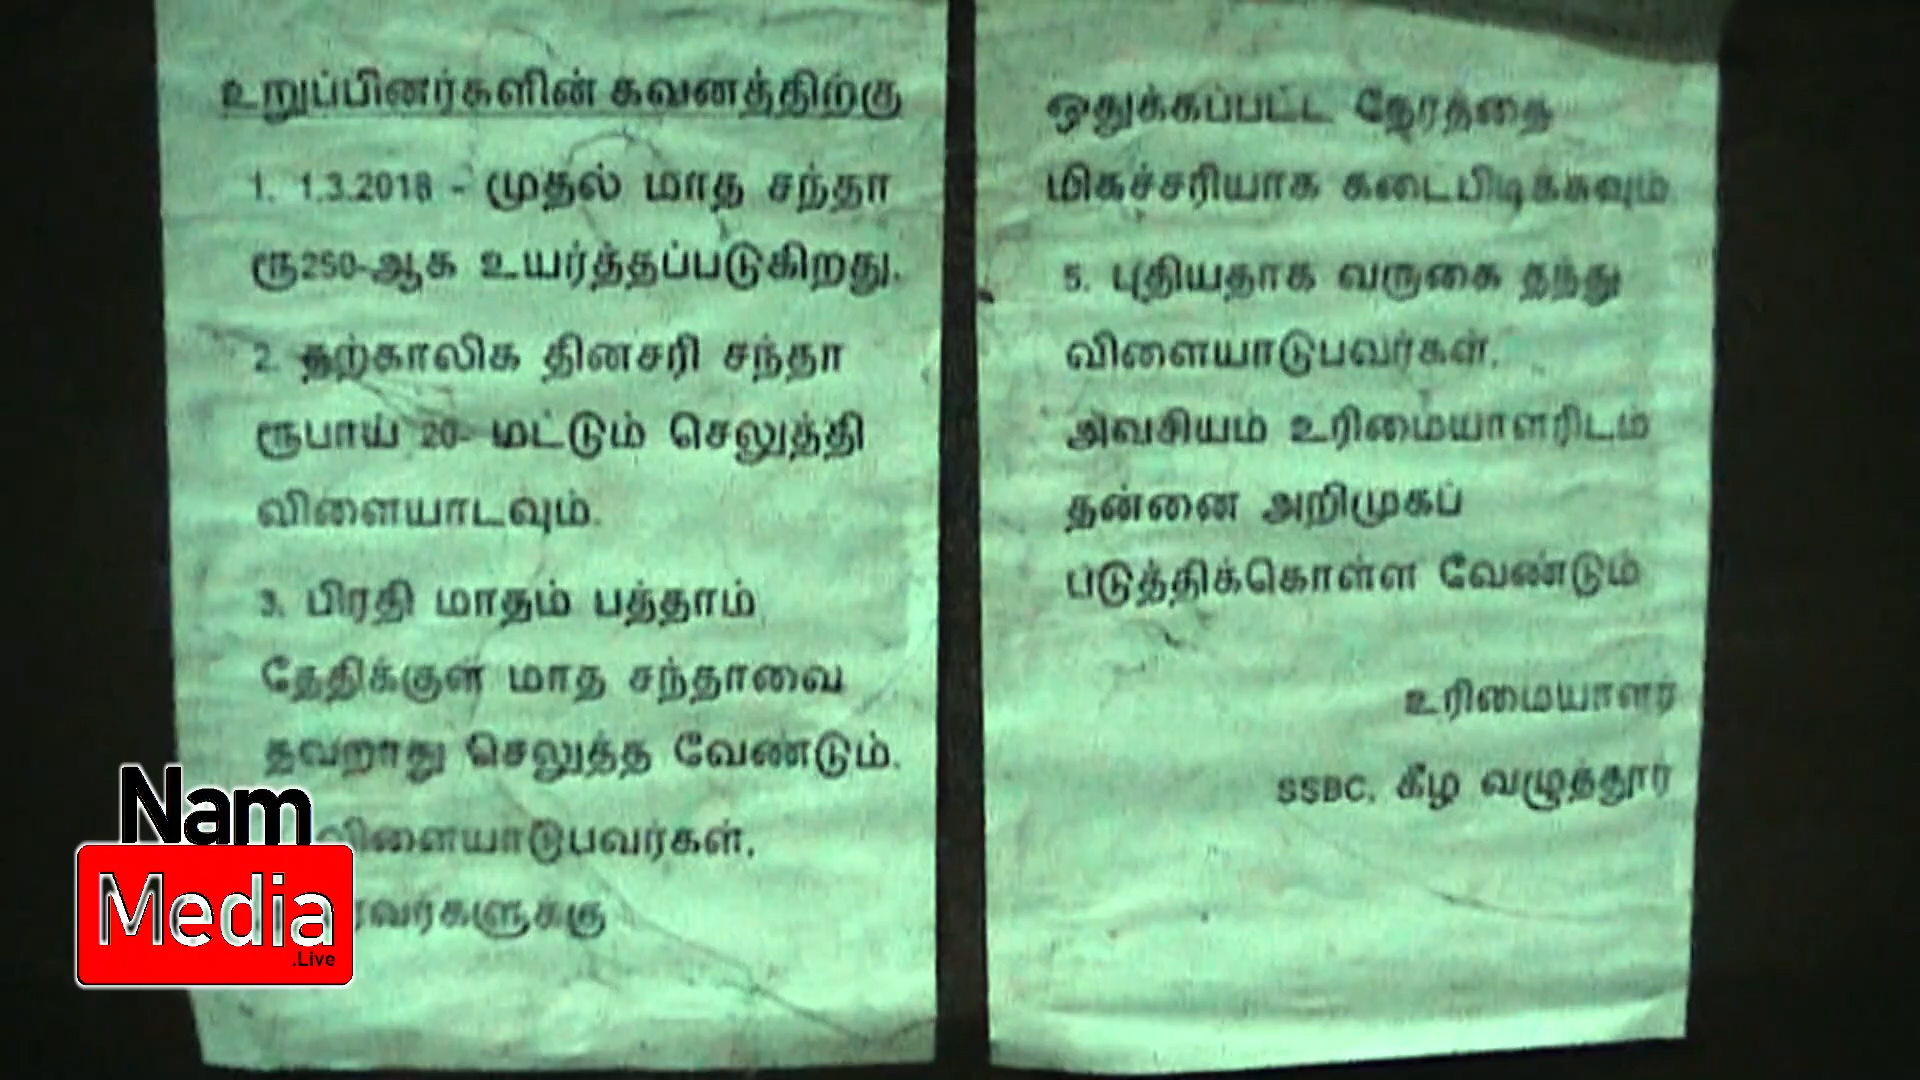 உறுப்பினர்களின் கவனத்திற்கு
1. 1.3.2018 - முதல் மாத சந்தா
ரூ250-ஆக உயர்த்தப்படுகிறது.
2. தற்காலிக தினசரி சந்தா
ரூபாய் 20- மட்டும் செலுத்தி
விளையாடவும்.
3. பிரதி மாதம் பத்தாம்
தேதிக்குள் மாத சந்தாவை
தவறாது செலுத்த வேண்டும்.
விளையாடுபவர்கள்,
ஒதுக்கப்பட்ட நேரத்தை
மிகச்சரியாக கடைபிடிக்கவும்
5. புதியதாக வருகை தந்து
விளையாடுபவர்கள்.
அவசியம் உரிமையாளரிடம்
தன்னை அறிமுகப்
படுத்திக்கொள்ள வேண்டும்
உரிமையாளர்
SSBC, கீழ வழுத்தூர்
Nam
Media
.Live